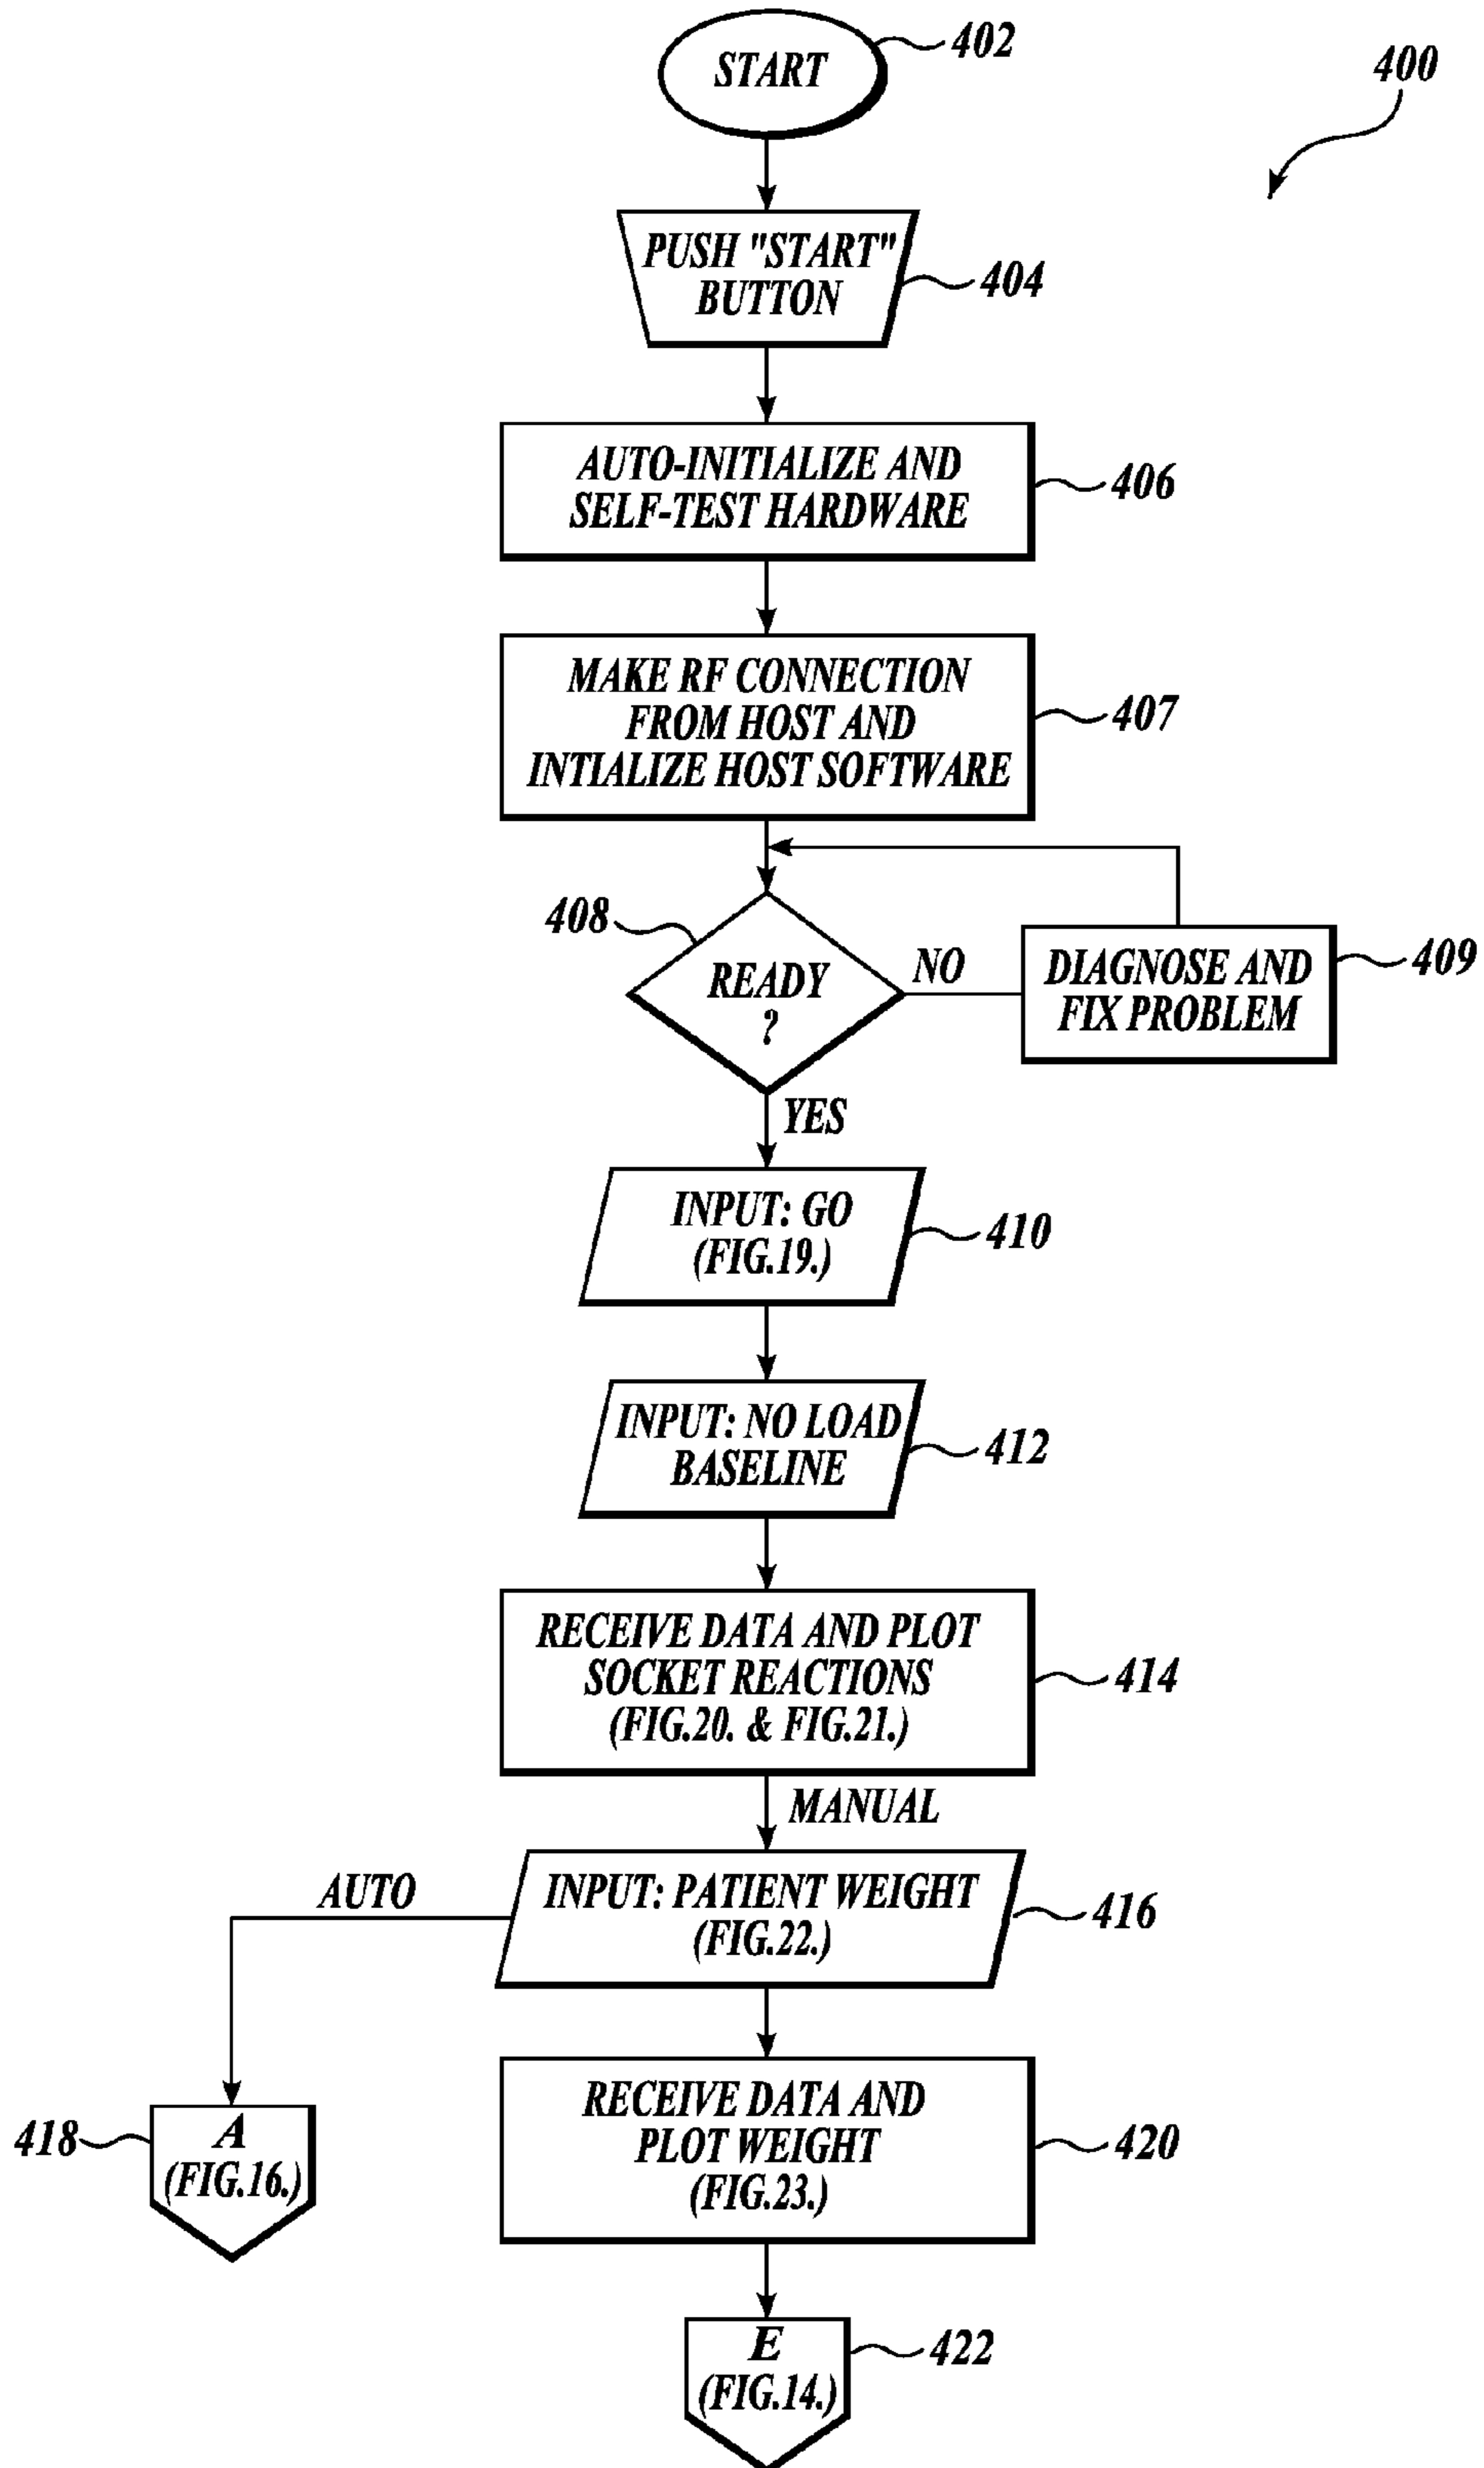 402
START
400
PUSH "START"
BUTTON
404
AUTO-INITIALIZE AND
SELF-TEST HARDWARE
406
MAKE RF CONNECTION
FROM HOST AND
INTIALIZE HOST SOFTWARE
407
408
READY
?
NO
DIAGNOSE AND
FIX PROBLEM
409
YES
INPUT: GO
(FIG.19.)
410
INPUT: NO LOAD
BASELINE
412
RECEIVE DATA AND PLOT
SOCKET REACTIONS
(FIG.20. & FIG.21.)
414
MANUAL
AUTO
INPUT: PATIENT WEIGHT
(FIG.22.)
416
418
A
(FIG.16.)
RECEIVE DATA AND
PLOT WEIGHT
(FIG.23.)
420
E
(FIG.14.)
422